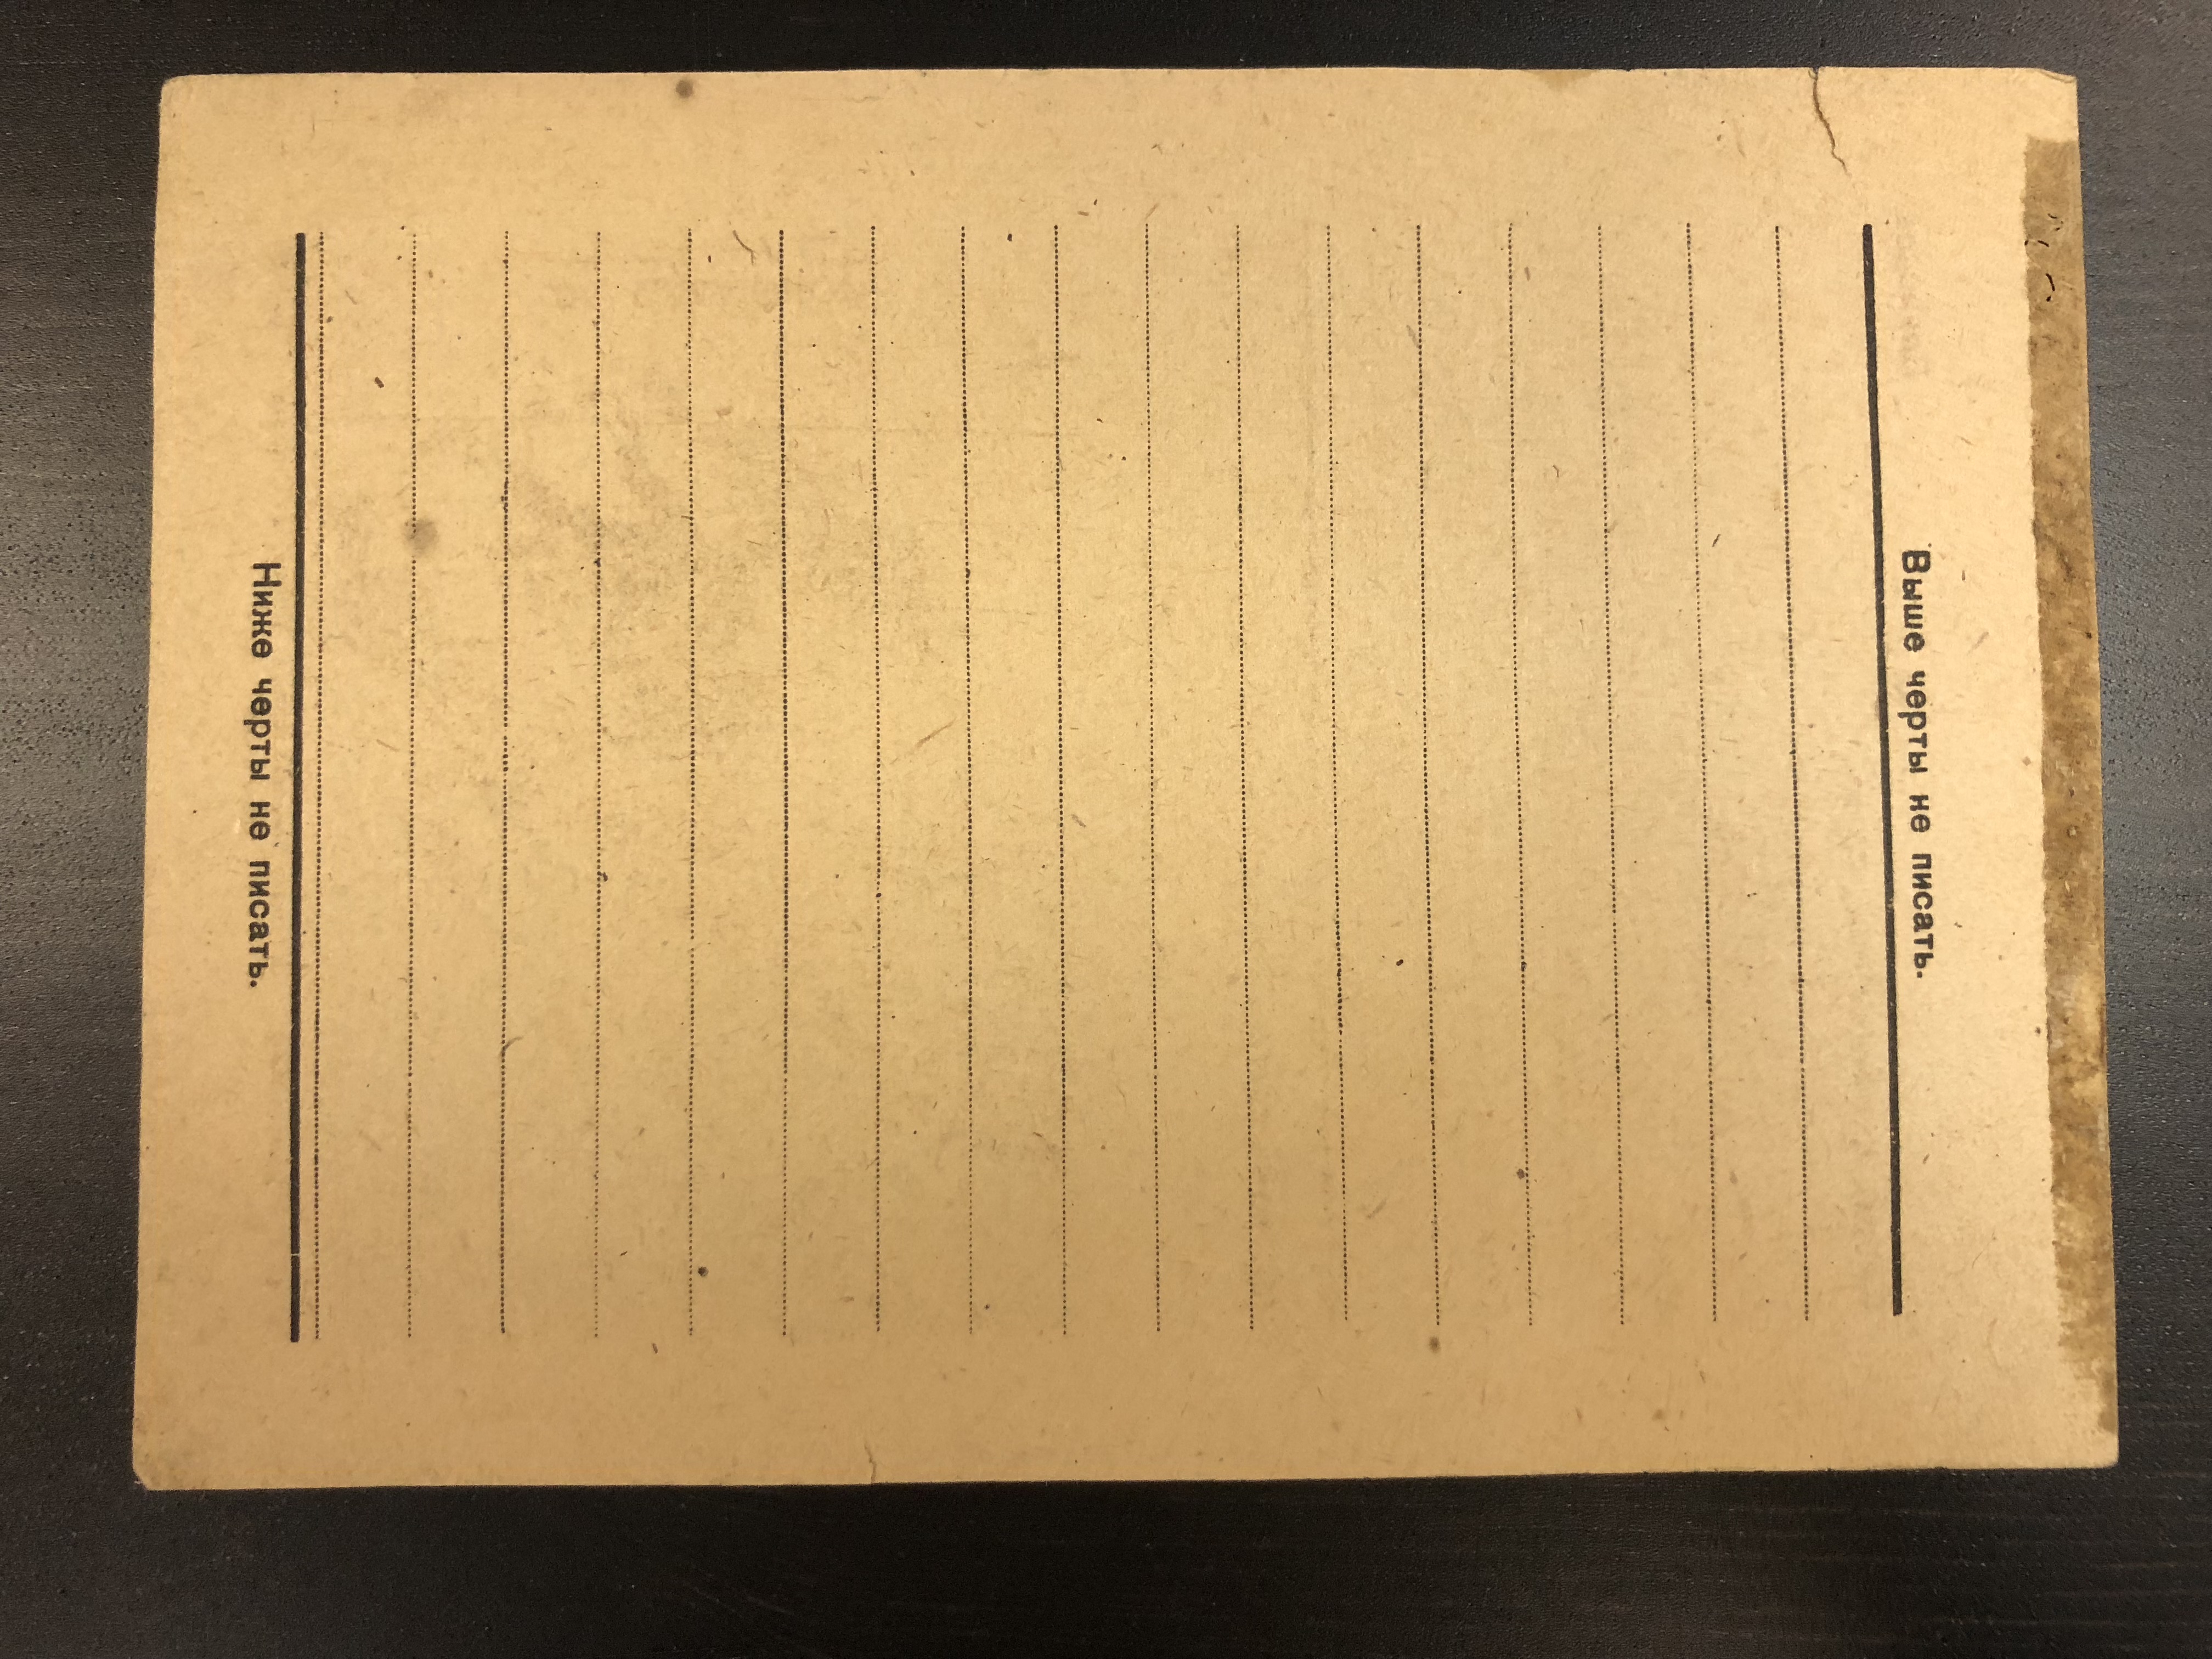 Выше черты не писать.
Ниже черты не писать.